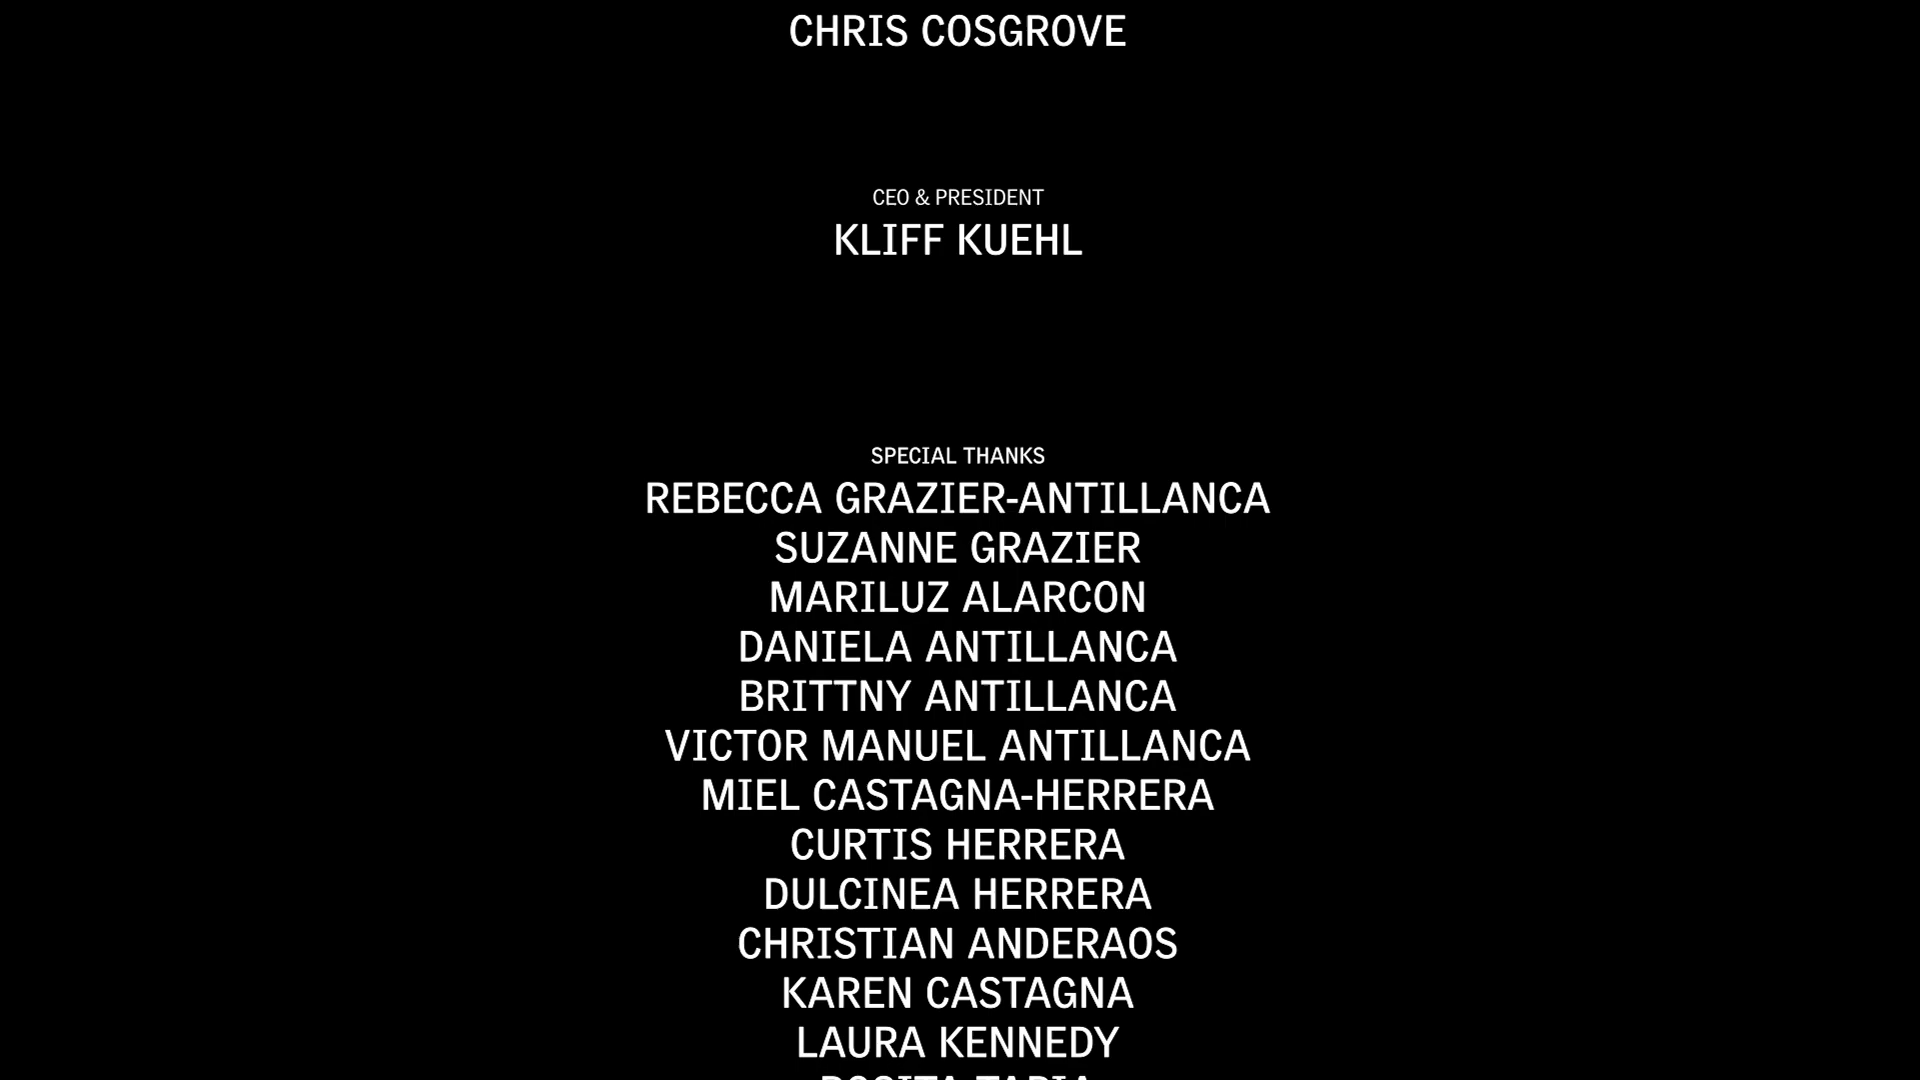 CHRIS COSGROVE
CEO & PRESIDENT
KLIFF KUEHL
SPECIAL THANKS
REBECCA GRAZIER-ANTILLANCA
SUZANNE GRAZIER
MARILUZ ALARCON
DANIELA ANTILLANCA
BRITTNY ANTILLANCA
VICTOR MANUEL ANTILLANCA
MIEL CASTAGNA-HERRERA
CURTIS HERRERA
DULCINEA HERRERA
CHRISTIAN ANDERAOS
KAREN CASTAGNA
LAURA KENNEDY